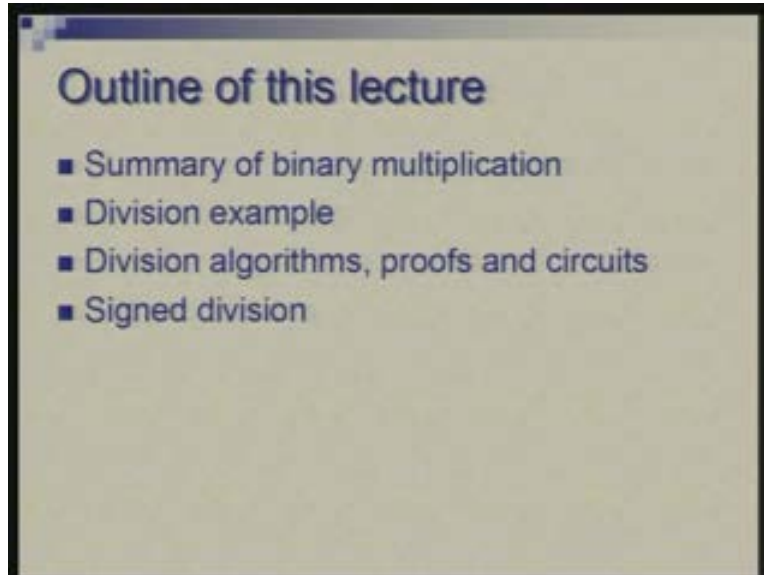 Outline of this lecture
Summary of binary multiplication
Division example
Division algorithms, proofs and circuits
Signed division